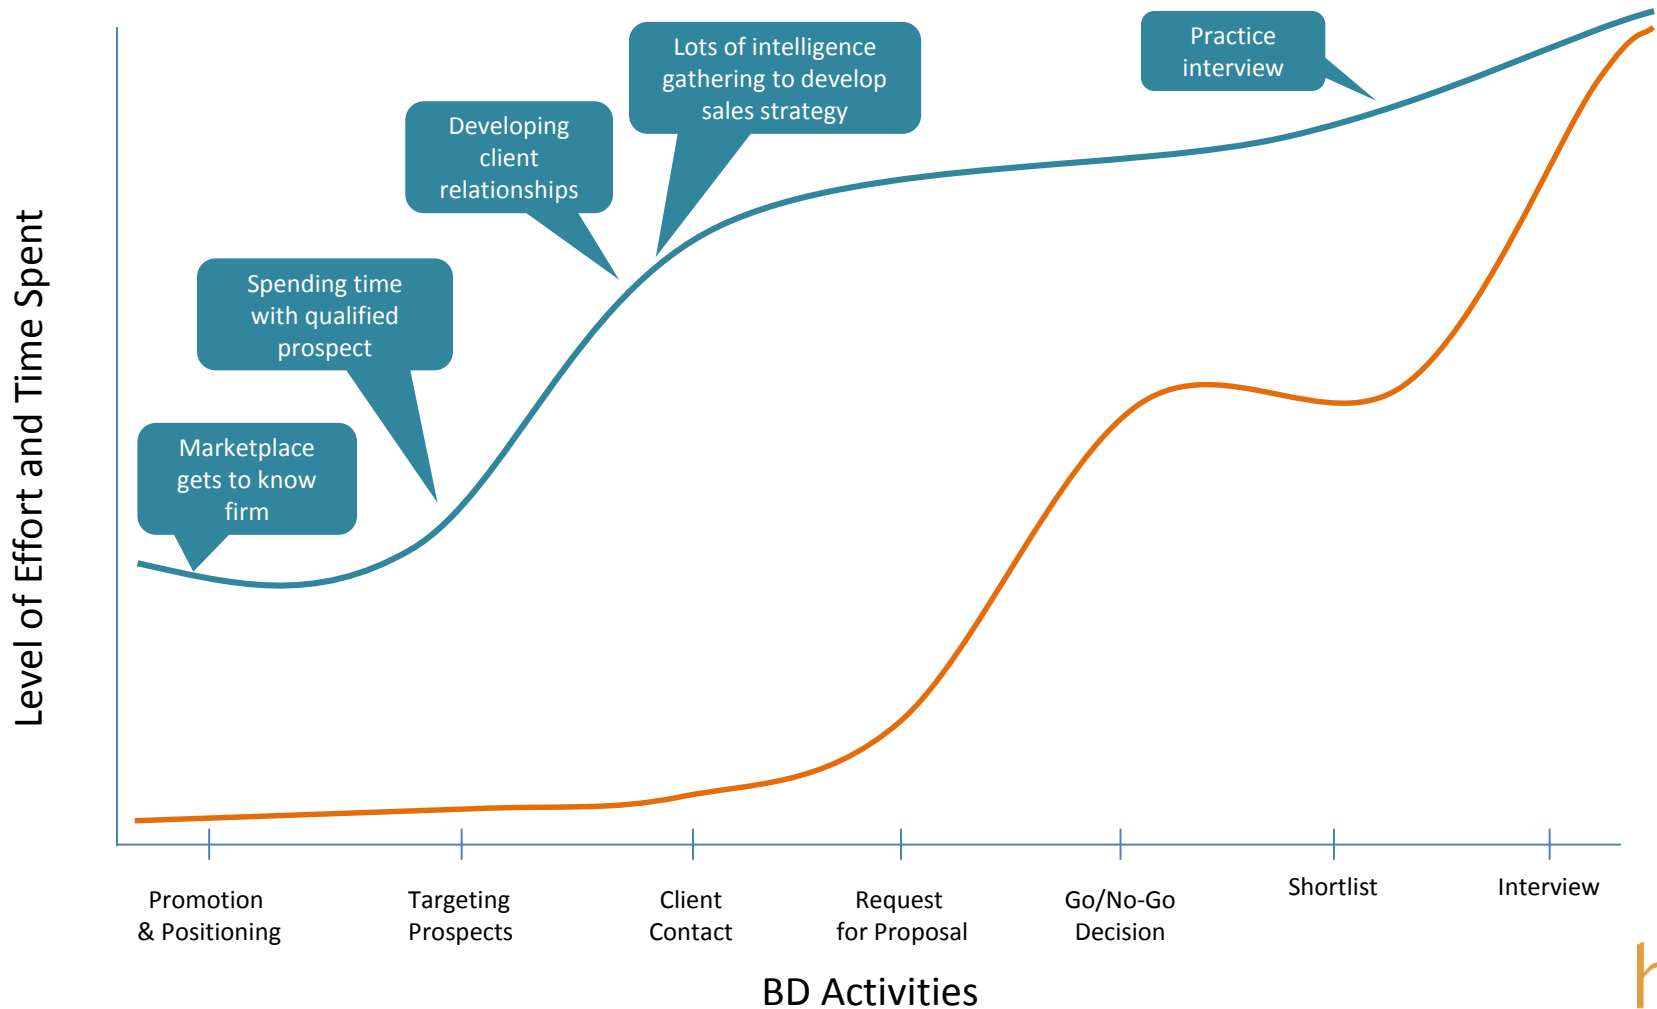 Lots of intelligence
gathering to develop
sales strategy
Practice
interview
Developing
client
relationships
Spending time
with qualified
prospect
Marketplace
gets to know
firm
Level of Effort and Time Spent
Promotion
& Positioning
Targeting
Prospects
Client
Contact
Request
for Proposal
Go/No-Go
Decision
Shortlist
Interview
BD Activities